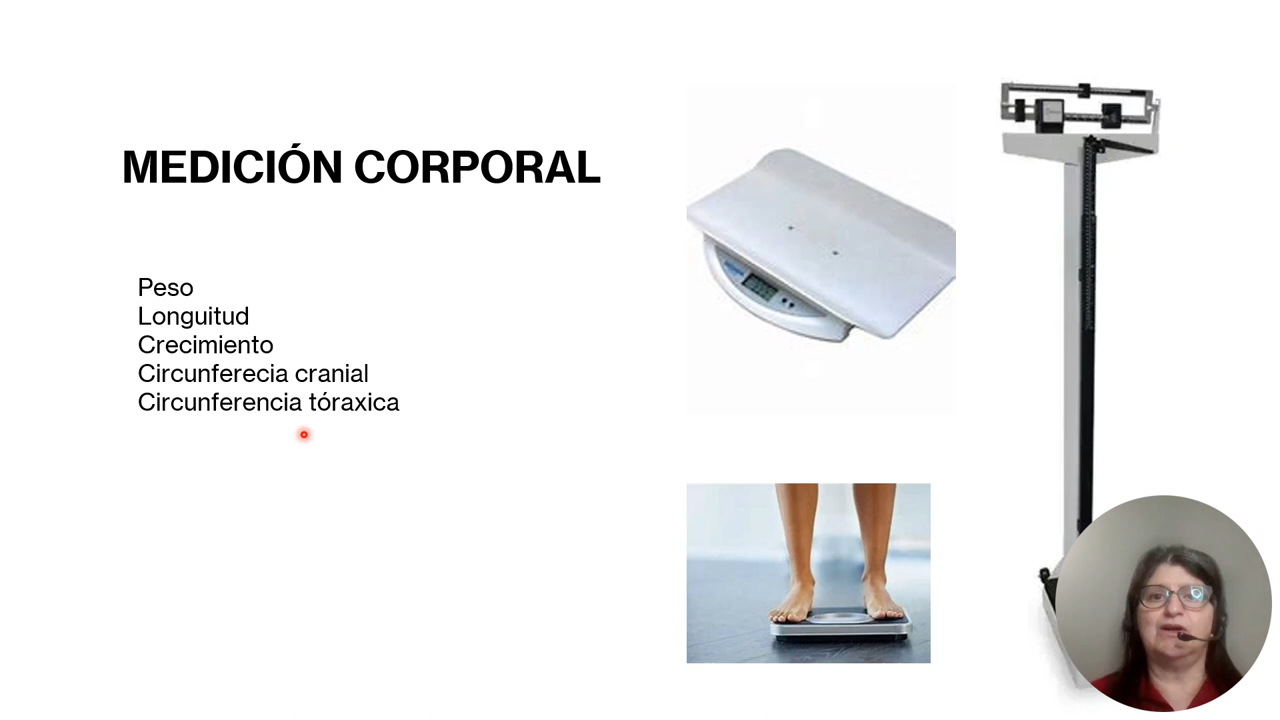 MEDICIÓN CORPORAL
Peso
Longuitud
Crecimiento
Circunferecia cranial
Circunferencia tóraxica